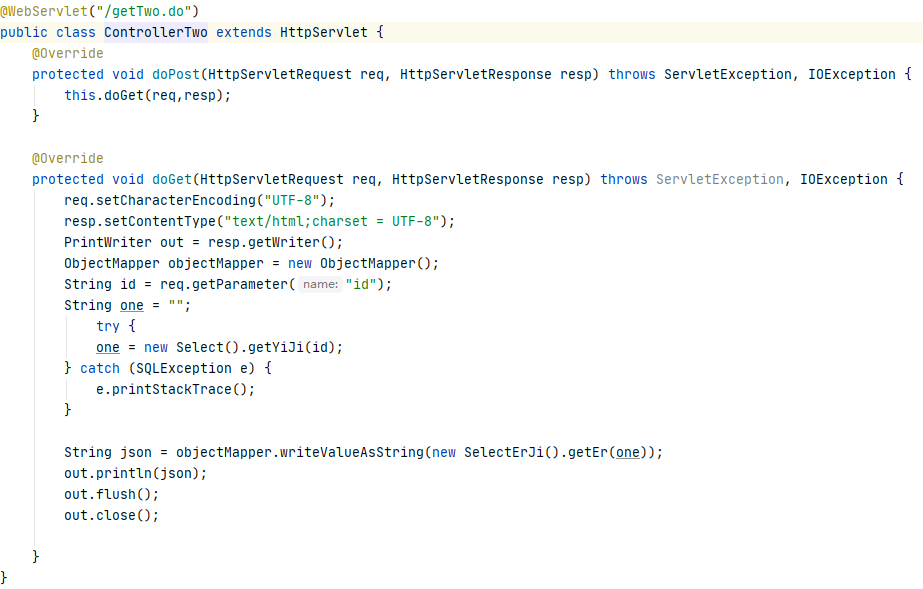 @WebServlet("/getTwo.do")
public class ControllerTwo extends HttpServlet {
    @Override
    protected void doPost(HttpServletRequest req, HttpServletResponse resp) throws ServletException, IOException {
        this.doGet(req,resp);
    }

    @Override
    protected void doGet(HttpServletRequest req, HttpServletResponse resp) throws ServletException, IOException {
        req.setCharacterEncoding("UTF-8");
        resp.setContentType("text/html;charset = UTF-8");
        PrintWriter out = resp.getWriter();
        ObjectMapper objectMapper = new ObjectMapper();
        String id = req.getParameter( name: "id");
        String one = "";
            try {
            one = new Select().getYiJi(id);
        } catch (SQLException e) {
            e.printStackTrace();
        }

        String json = objectMapper.writeValueAsString(new SelectErJi().getEr(one));
        out.println(json);
        out.flush();
        out.close();

    }
}